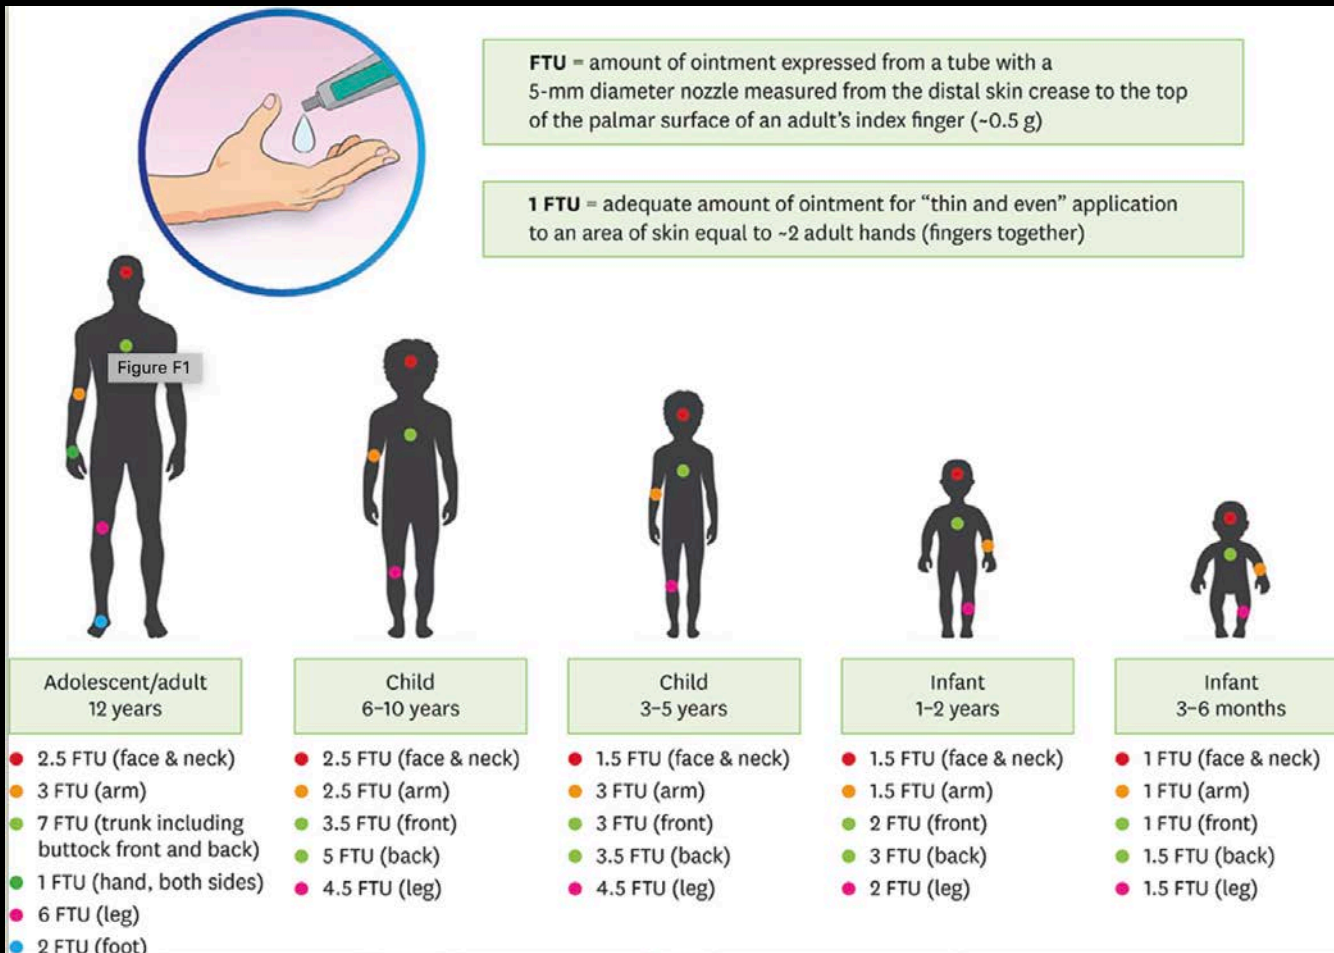 FTU = amount of ointment expressed from a tube with a
5-mm diameter nozzle measured from the distal skin crease to the top
of the palmar surface of an adult’s index finger (~0.5 g)
1 FTU = adequate amount of ointment for “thin and even” application
to an area of skin equal to ~2 adult hands (fingers together)
Figure F1
Adolescent/adult
12 years
2.5 FTU (face & neck)
3 FTU (arm)
7 FTU (trunk including
buttock front and back)
1 FTU (hand, both sides)
6 FTU (leg)
2 FTU (foot)
Child
6–10 years
2.5 FTU (face & neck)
2.5 FTU (arm)
3.5 FTU (front)
5 FTU (back)
4.5 FTU (leg)
Child
3–5 years
1.5 FTU (face & neck)
3 FTU (arm)
3 FTU (front)
3.5 FTU (back)
4.5 FTU (leg)
Infant
1–2 years
1.5 FTU (face & neck)
1.5 FTU (arm)
2 FTU (front)
3 FTU (back)
2 FTU (leg)
Infant
3–6 months
1 FTU (face & neck)
1 FTU (arm)
1 FTU (front)
1.5 FTU (back)
1.5 FTU (leg)